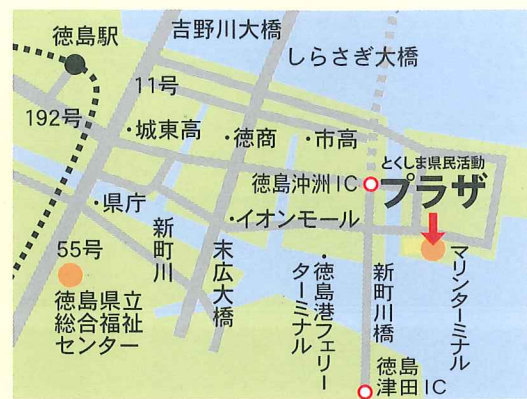 徳島駅
吉野川大橋
しらさぎ大橋
11号
192号
・城東高
・徳商
・市高
とくしま県民活動
プラザ
徳島沖洲IC
・県庁
・イオンモール
新町川
末広大橋
・徳島港フェリー
ターミナル
新町川橋
マリンターミナル
55号
徳島県立
総合福祉
センター
徳島
津田IC